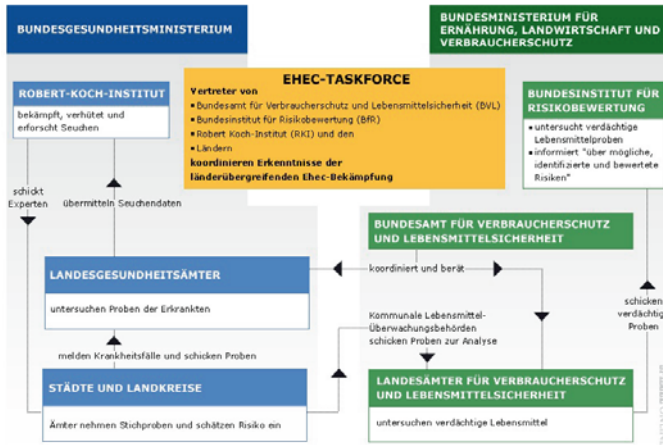 BUNDESGESUNDHEITSMINISTERIUM
BUNDESMINISTERIUM FÜR
ERNÄHRUNG, LANDWIRTSCHAFT UND
VERBRAUCHERSCHUTZ
ROBERT-KOCH-INSTITUT
bekämpft, verhütet und
erforscht Seuchen
EHEC-TASKFORCE
Vertreter von
▪ Bundesamt für Verbraucherschutz und Lebensmittelsicherheit (BVL)
▪ Bundesinstitut für Risikobewertung (BfR)
▪ Robert Koch-Institut (RKI) und den
▪ Ländern
koordinieren Erkenntnisse der
länderübergreifenden Ehec-Bekämpfung
BUNDESINSTITUT FÜR
RISIKOBEWERTUNG
▪ untersucht verdächtige
Lebensmittelproben
▪ informiert "über mögliche,
identifizierte und bewertete
Risiken"
schickt
Experten
übermitteln Seuchendaten
BUNDESAMT FÜR VERBRAUCHERSCHUTZ
UND LEBENSMITTELSICHERHEIT
LANDESGESUNDHEITSÄMTER
untersuchen Proben der Erkrankten
koordiniert und berät
schicken
verdächtige
Proben
Kommunale Lebensmittel-
Überwachungsbehörden
schicken Proben zur Analyse
melden Krankheitsfälle und schicken Proben
STÄDTE UND LANDKREISE
Ämter nehmen Stichproben und schätzen Risiko ein
LANDESÄMTER FÜR VERBRAUCHERSCHUTZ
UND LEBENSMITTELSICHERHEIT
untersuchen verdächtige Lebensmittel